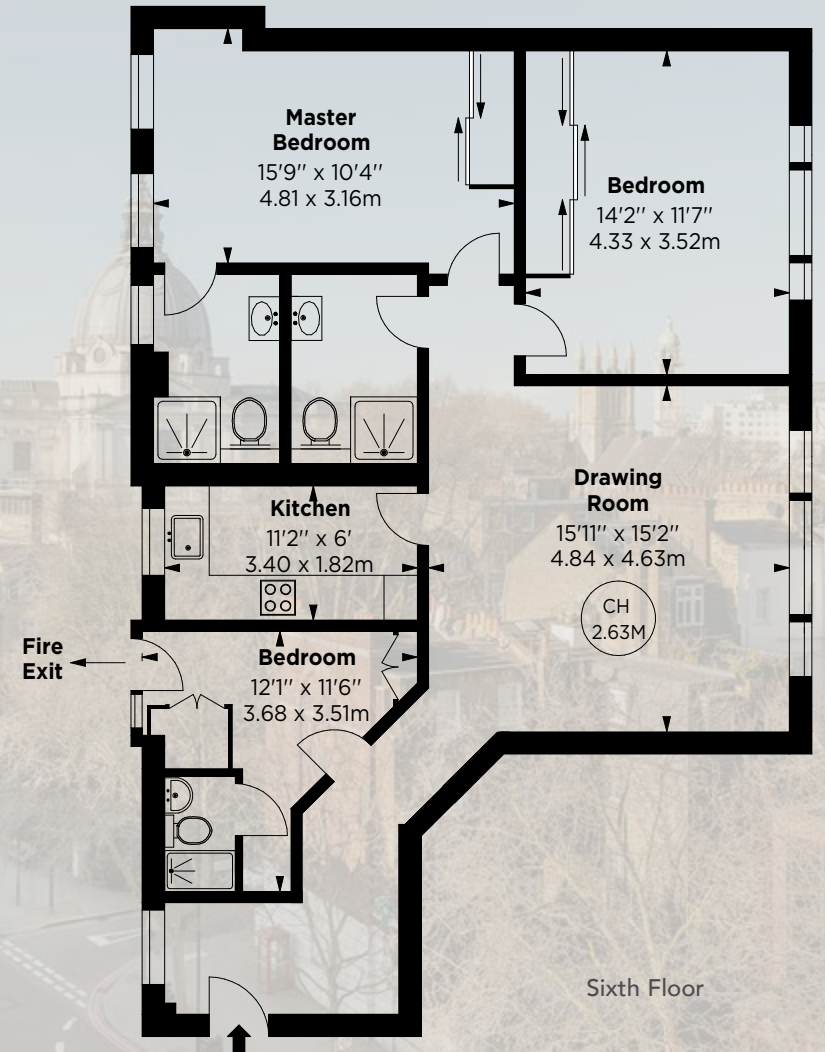 Master
Bedroom
15'9'' x 10'4''
4.81 x 3.16m
Bedroom
14'2'' x 11'7''
4.33 x 3.52m
Kitchen
11'2'' x 6'
3.40 x 1.82m
Drawing
Room
15'11'' x 15'2''
4.84 x 4.63m
CH
2.63M
Fire
Exit
Bedroom
12'1'' x 11'6''
3.68 x 3.51m
Sixth Floor